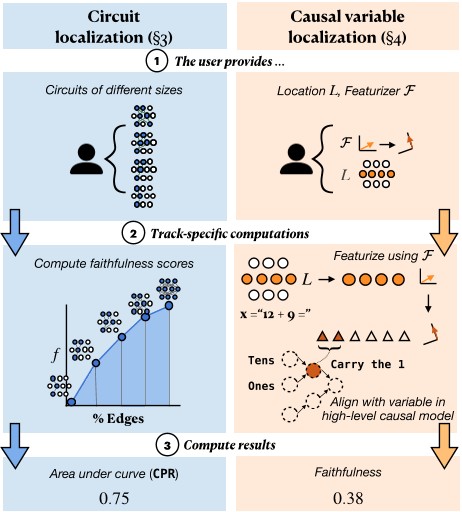 Circuit
localization (§3)
Causal variable
localization (§4)
1 The user provides ...
Circuits of different sizes
Location L, Featurizer F
F
L
2 Track-specific computations
Compute faithfulness scores
f
% Edges
Featurize using F
L
x ="12 + 9 ="
Tens
Ones
Carry the 1
Align with variable in
high-level causal model
3 Compute results
Area under curve (CPR)
0.75
Faithfulness
0.38